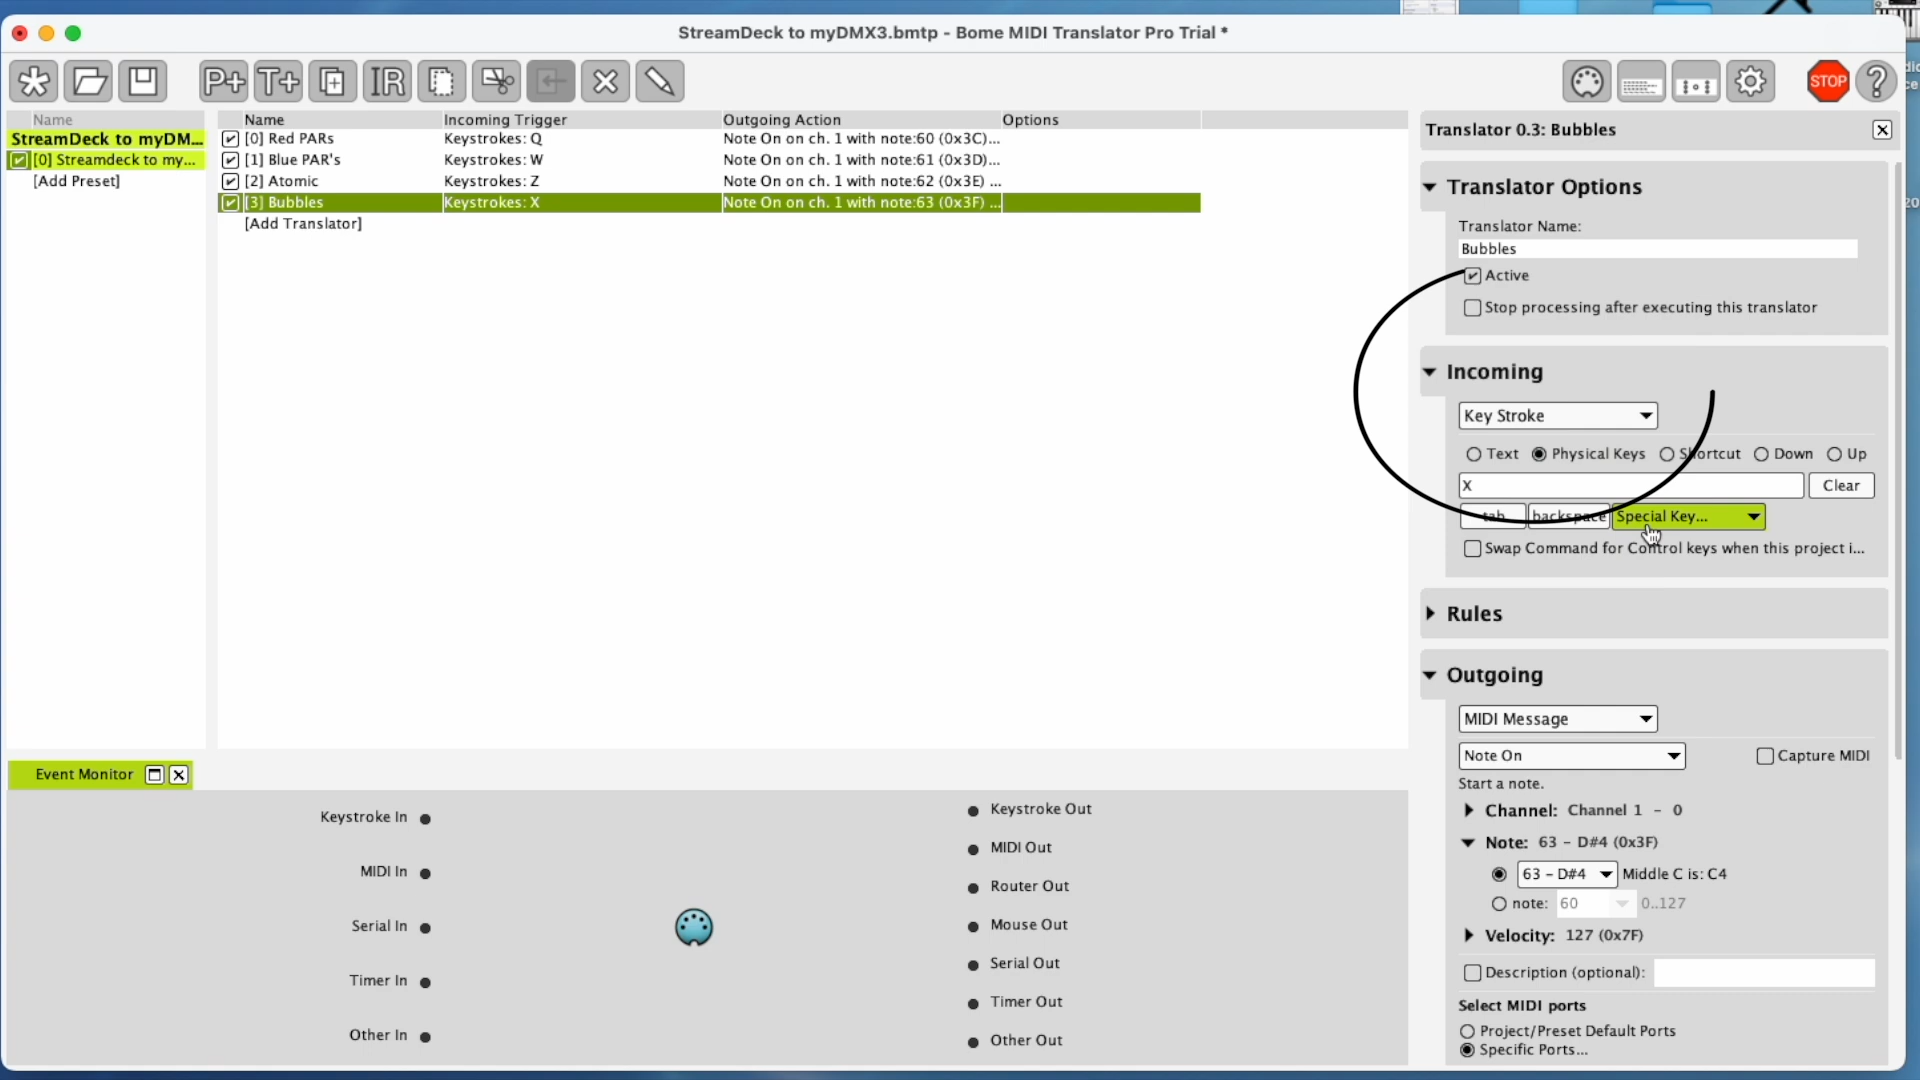 StreamDeck to myDMX3.bmtp - Bome MIDI Translator Pro Trial *
P+ T+ IR STOP ?
Name
StreamDeck to myDM...
[0] Streamdeck to my...
[Add Preset]
Name Incoming Trigger Outgoing Action Options
[0] Red PARs Keystrokes: Q Note On on ch. 1 with note:60 (0x3C)...
[1] Blue PAR's Keystrokes: W Note On on ch. 1 with note:61 (0x3D)...
[2] Atomic Keystrokes: Z Note On on ch. 1 with note:62 (0x3E) ...
[3] Bubbles Keystrokes: X Note On on ch. 1 with note:63 (0x3F) ...
[Add Translator]
Event Monitor
Keystroke In
MIDI In
Serial In
Timer In
Other In
Keystroke Out
MIDI Out
Router Out
Mouse Out
Serial Out
Timer Out
Other Out
Translator 0.3: Bubbles
Translator Options
Translator Name:
Bubbles
Active
Stop processing after executing this translator
Incoming
Key Stroke
Text Physical Keys Shortcut Down Up
X Clear
tab backspace Special Key...
Swap Command for Control keys when this project i...
Rules
Outgoing
MIDI Message
Note On Capture MIDI
Start a note.
Channel: Channel 1 - 0
Note: 63 - D#4 (0x3F)
63 - D#4 Middle C is: C4
note: 60 0..127
Velocity: 127 (0x7F)
Description (optional):
Select MIDI ports
Project/Preset Default Ports
Specific Ports...